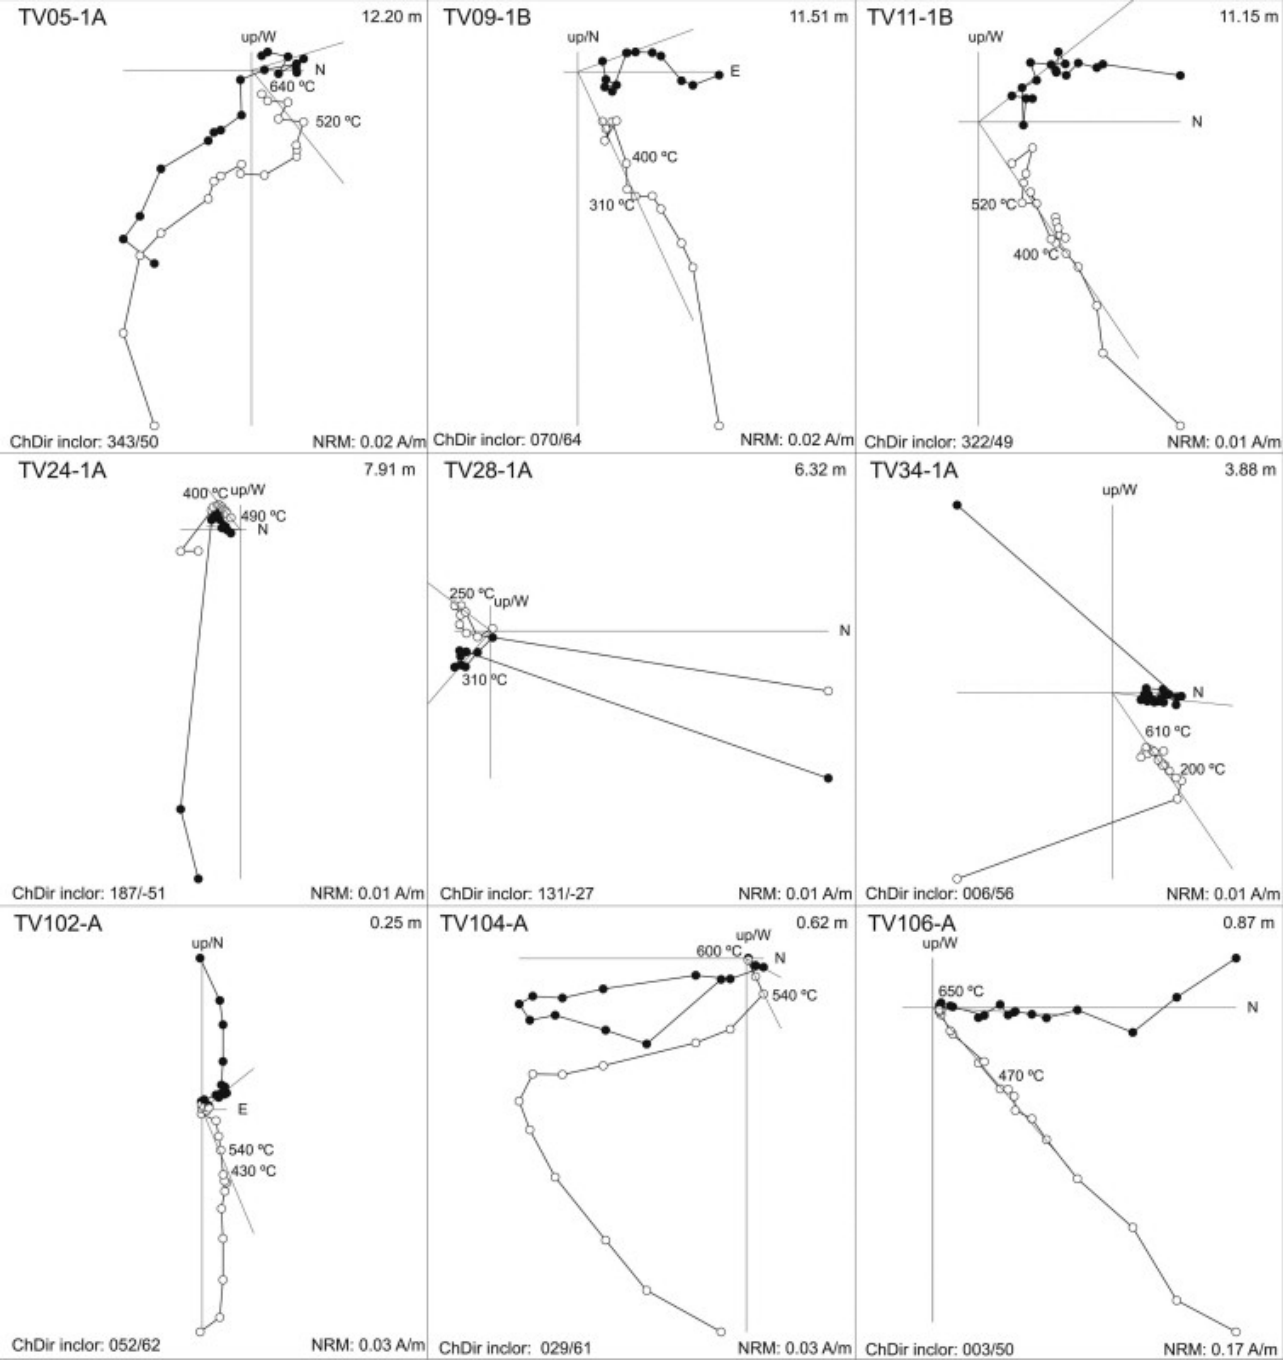 TV05-1A 12.20 m
up/W
N
640 ºC
520 ºC
ChDir inclor: 343/50 NRM: 0.02 A/m
TV09-1B 11.51 m
up/N
E
400 ºC
310 ºC
ChDir inclor: 070/64 NRM: 0.02 A/m
TV11-1B 11.15 m
up/W
N
520 ºC
400 ºC
ChDir inclor: 322/49 NRM: 0.01 A/m
TV24-1A 7.91 m
400 ºC up/W
490 ºC
N
ChDir inclor: 187/-51 NRM: 0.01 A/m
TV28-1A 6.32 m
250 ºC up/W
N
310 ºC
ChDir inclor: 131/-27 NRM: 0.01 A/m
TV34-1A 3.88 m
up/W
N
610 ºC
200 ºC
ChDir inclor: 006/56 NRM: 0.01 A/m
TV102-A 0.25 m
up/N
E
540 ºC
430 ºC
ChDir inclor: 052/62 NRM: 0.03 A/m
TV104-A 0.62 m
up/W
600 ºC N
540 ºC
ChDir inclor: 029/61 NRM: 0.03 A/m
TV106-A 0.87 m
up/W
650 ºC
N
470 ºC
ChDir inclor: 003/50 NRM: 0.17 A/m